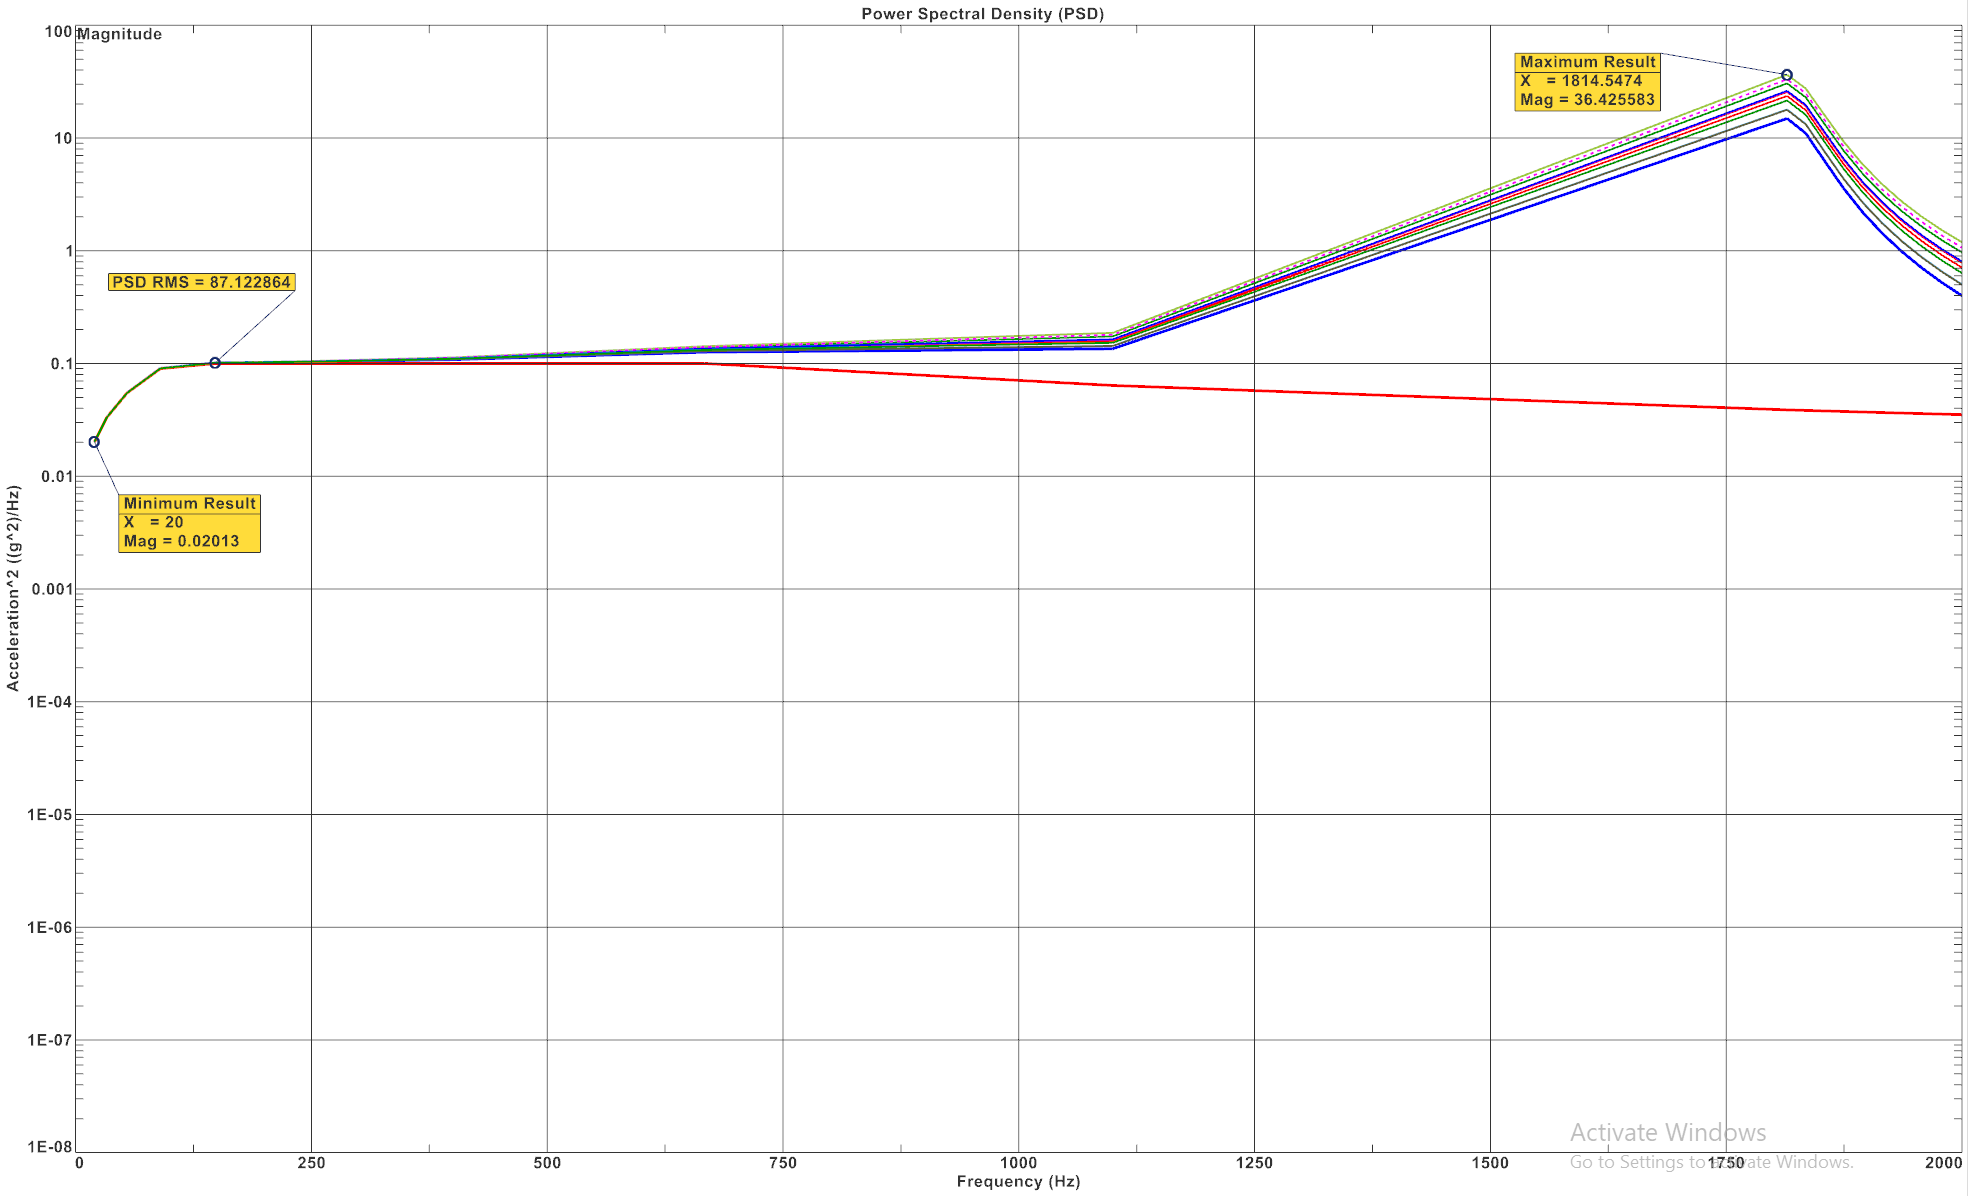 Power Spectral Density (PSD)
Magnitude
100
10
1
0.1
0.01
0.001
1E-04
1E-05
1E-06
1E-07
1E-08
Acceleration^2 ((g^2)/Hz)
Maximum Result
X = 1814.5474
Mag = 36.425583
PSD RMS = 87.122864
Minimum Result
X = 20
Mag = 0.02013
Activate Windows
Go to Settings to activate Windows.
0 250 500 750 1000 1250 1500 1750 2000
Frequency (Hz)